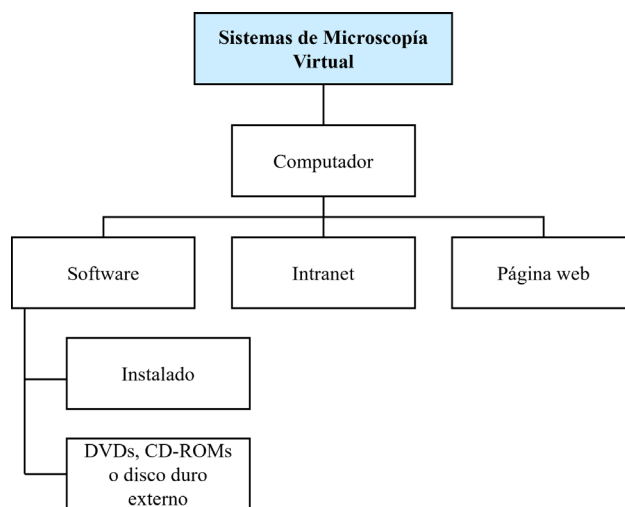 Sistemas de Microscopía
Virtual
Computador
Software
Intranet
Página web
Instalado
DVDs, CD-ROMs
o disco duro
externo